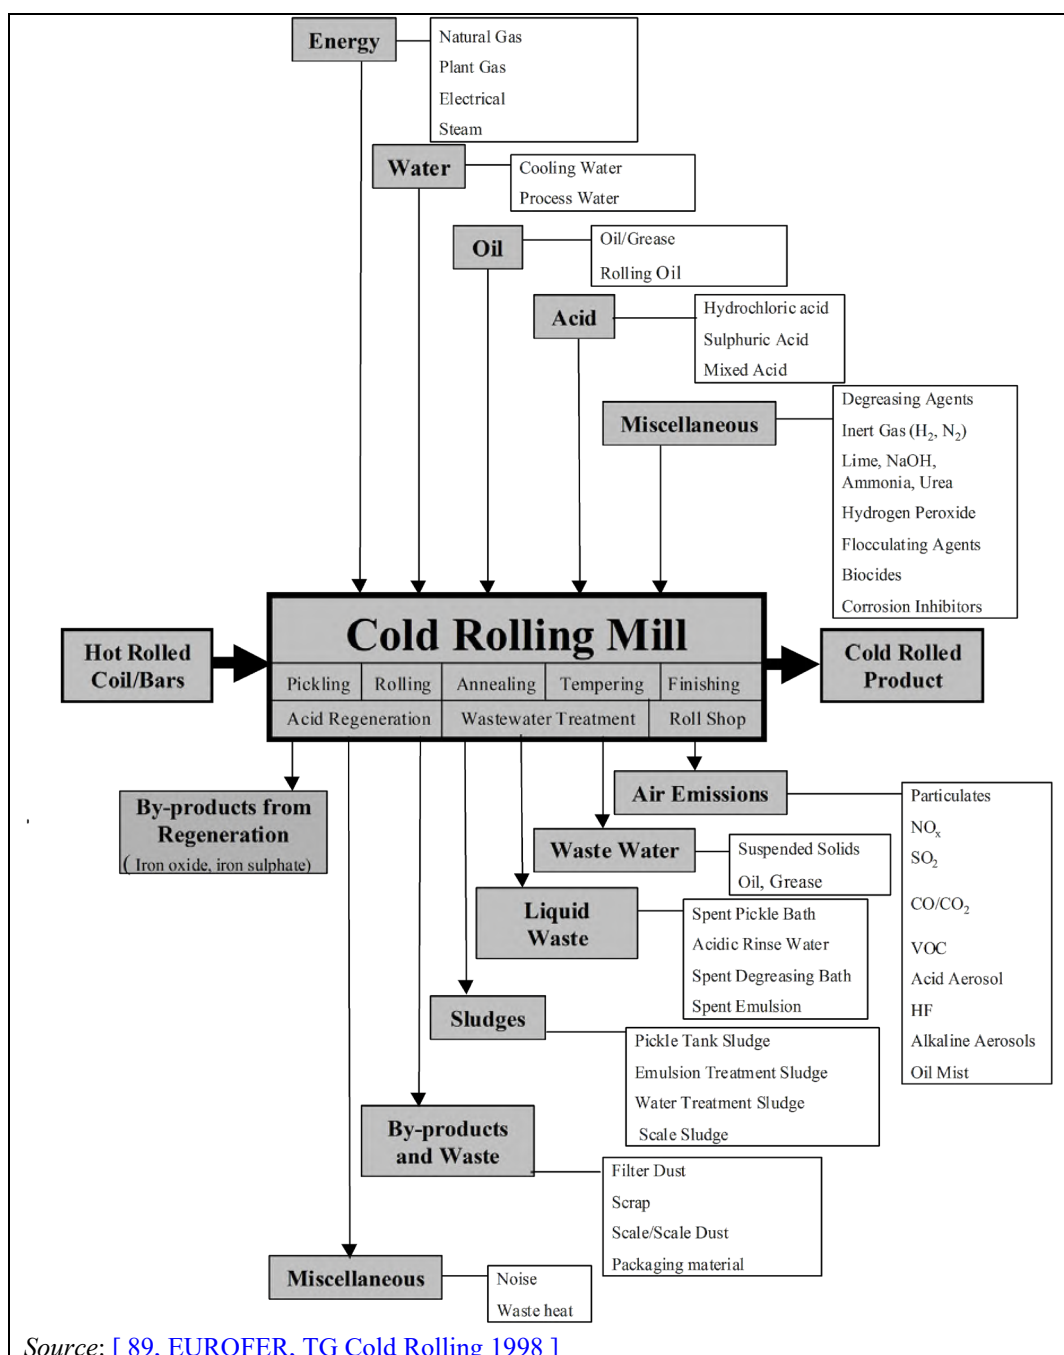 Energy
Natural Gas
Plant Gas
Electrical
Steam
Water
Cooling Water
Process Water
Oil
Oil/Grease
Rolling Oil
Acid
Hydrochloric acid
Sulphuric Acid
Mixed Acid
Miscellaneous
Degreasing Agents
Inert Gas (H₂, N₂)
Lime, NaOH,
Ammonia, Urea
Hydrogen Peroxide
Flocculating Agents
Biocides
Corrosion Inhibitors
Hot Rolled
Coil/Bars
Cold Rolling Mill
Pickling Rolling Annealing Tempering Finishing
Acid Regeneration Wastewater Treatment Roll Shop
Cold Rolled
Product
By-products from
Regeneration
( Iron oxide, iron sulphate)
Air Emissions
Particulates
NOₓ
SO₂
CO/CO₂
VOC
Acid Aerosol
HF
Alkaline Aerosols
Oil Mist
Waste Water
Suspended Solids
Oil, Grease
Liquid
Waste
Spent Pickle Bath
Acidic Rinse Water
Spent Degreasing Bath
Spent Emulsion
Sludges
Pickle Tank Sludge
Emulsion Treatment Sludge
Water Treatment Sludge
Scale Sludge
By-products
and Waste
Filter Dust
Scrap
Scale/Scale Dust
Packaging material
Miscellaneous
Noise
Waste heat
Source: [ 89, EUROFER, TG Cold Rolling 1998 ]